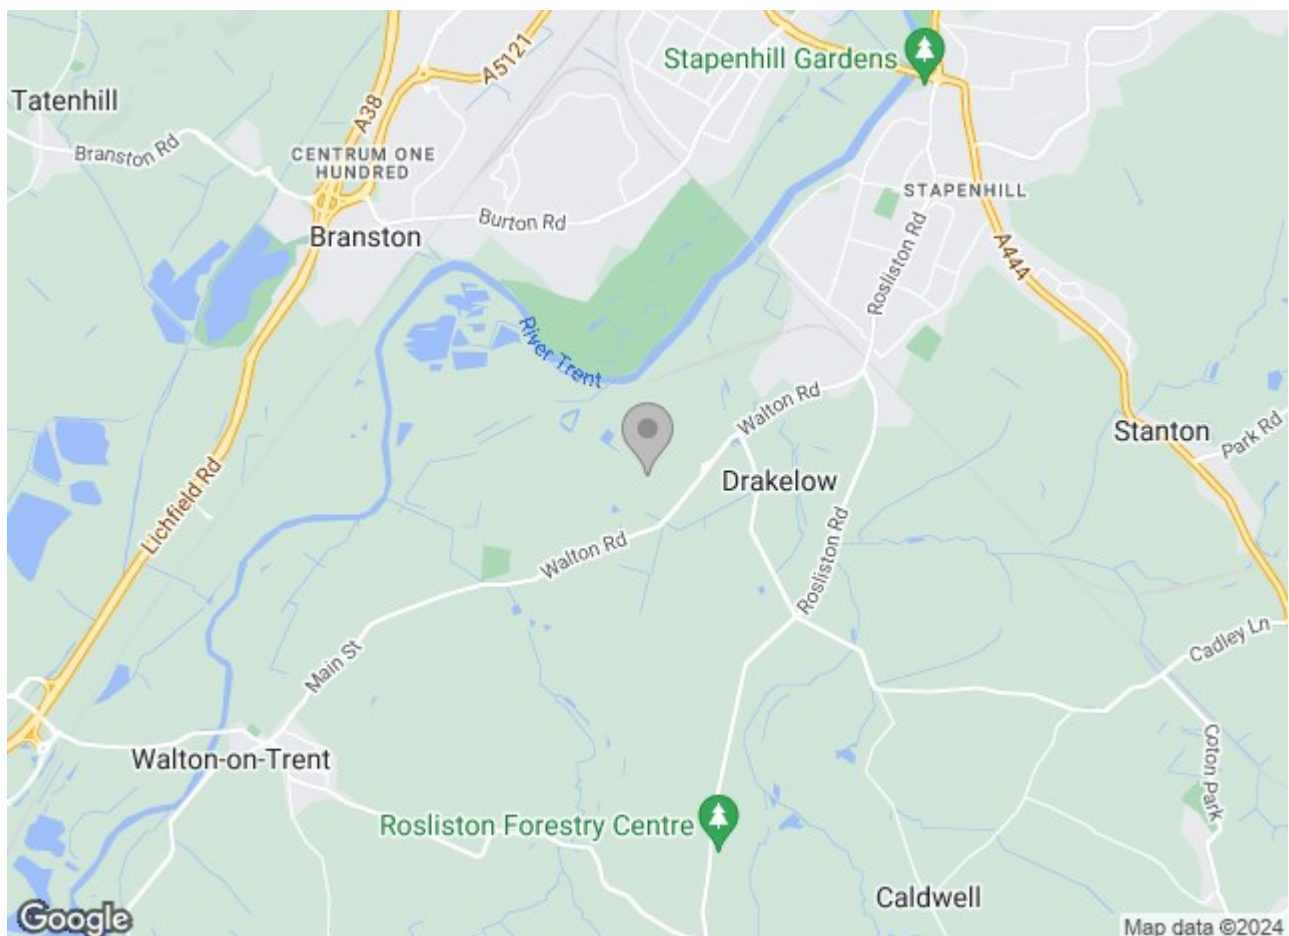 Stapenhill Gardens
A5121
Tatenhill
A38
Branston Rd
CENTRUM ONE
HUNDRED
STAPENHILL
Burton Rd
Branston
Rosliston Rd
A444
River Trent
Walton Rd
Park Rd
Stanton
Drakelow
Lichfield Rd
Walton Rd
Rosliston Rd
Cadley Ln
Main St
Coton Park
Walton-on-Trent
Rosliston Forestry Centre
Caldwell
Google
Map data ©2024